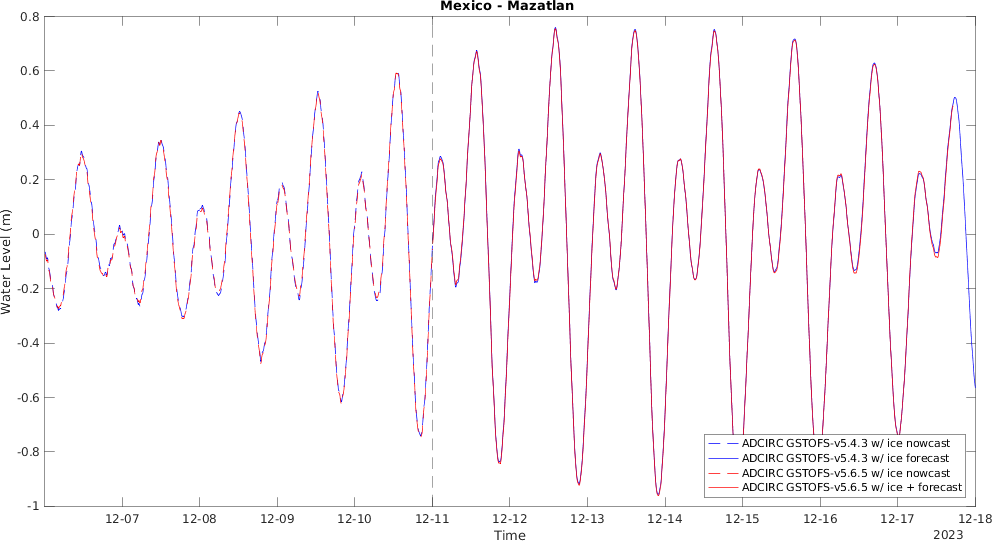 Mexico - Mazatlan
0.8
0.6
0.4
0.2
0
-0.2
-0.4
-0.6
-0.8
-1
Water Level (m)
ADCIRC GSTOFS-v5.4.3 w/ ice nowcast
ADCIRC GSTOFS-v5.4.3 w/ ice forecast
ADCIRC GSTOFS-v5.6.5 w/ ice nowcast
ADCIRC GSTOFS-v5.6.5 w/ ice + forecast
12-07 12-08 12-09 12-10 12-11 12-12 12-13 12-14 12-15 12-16 12-17 12-18
Time
2023